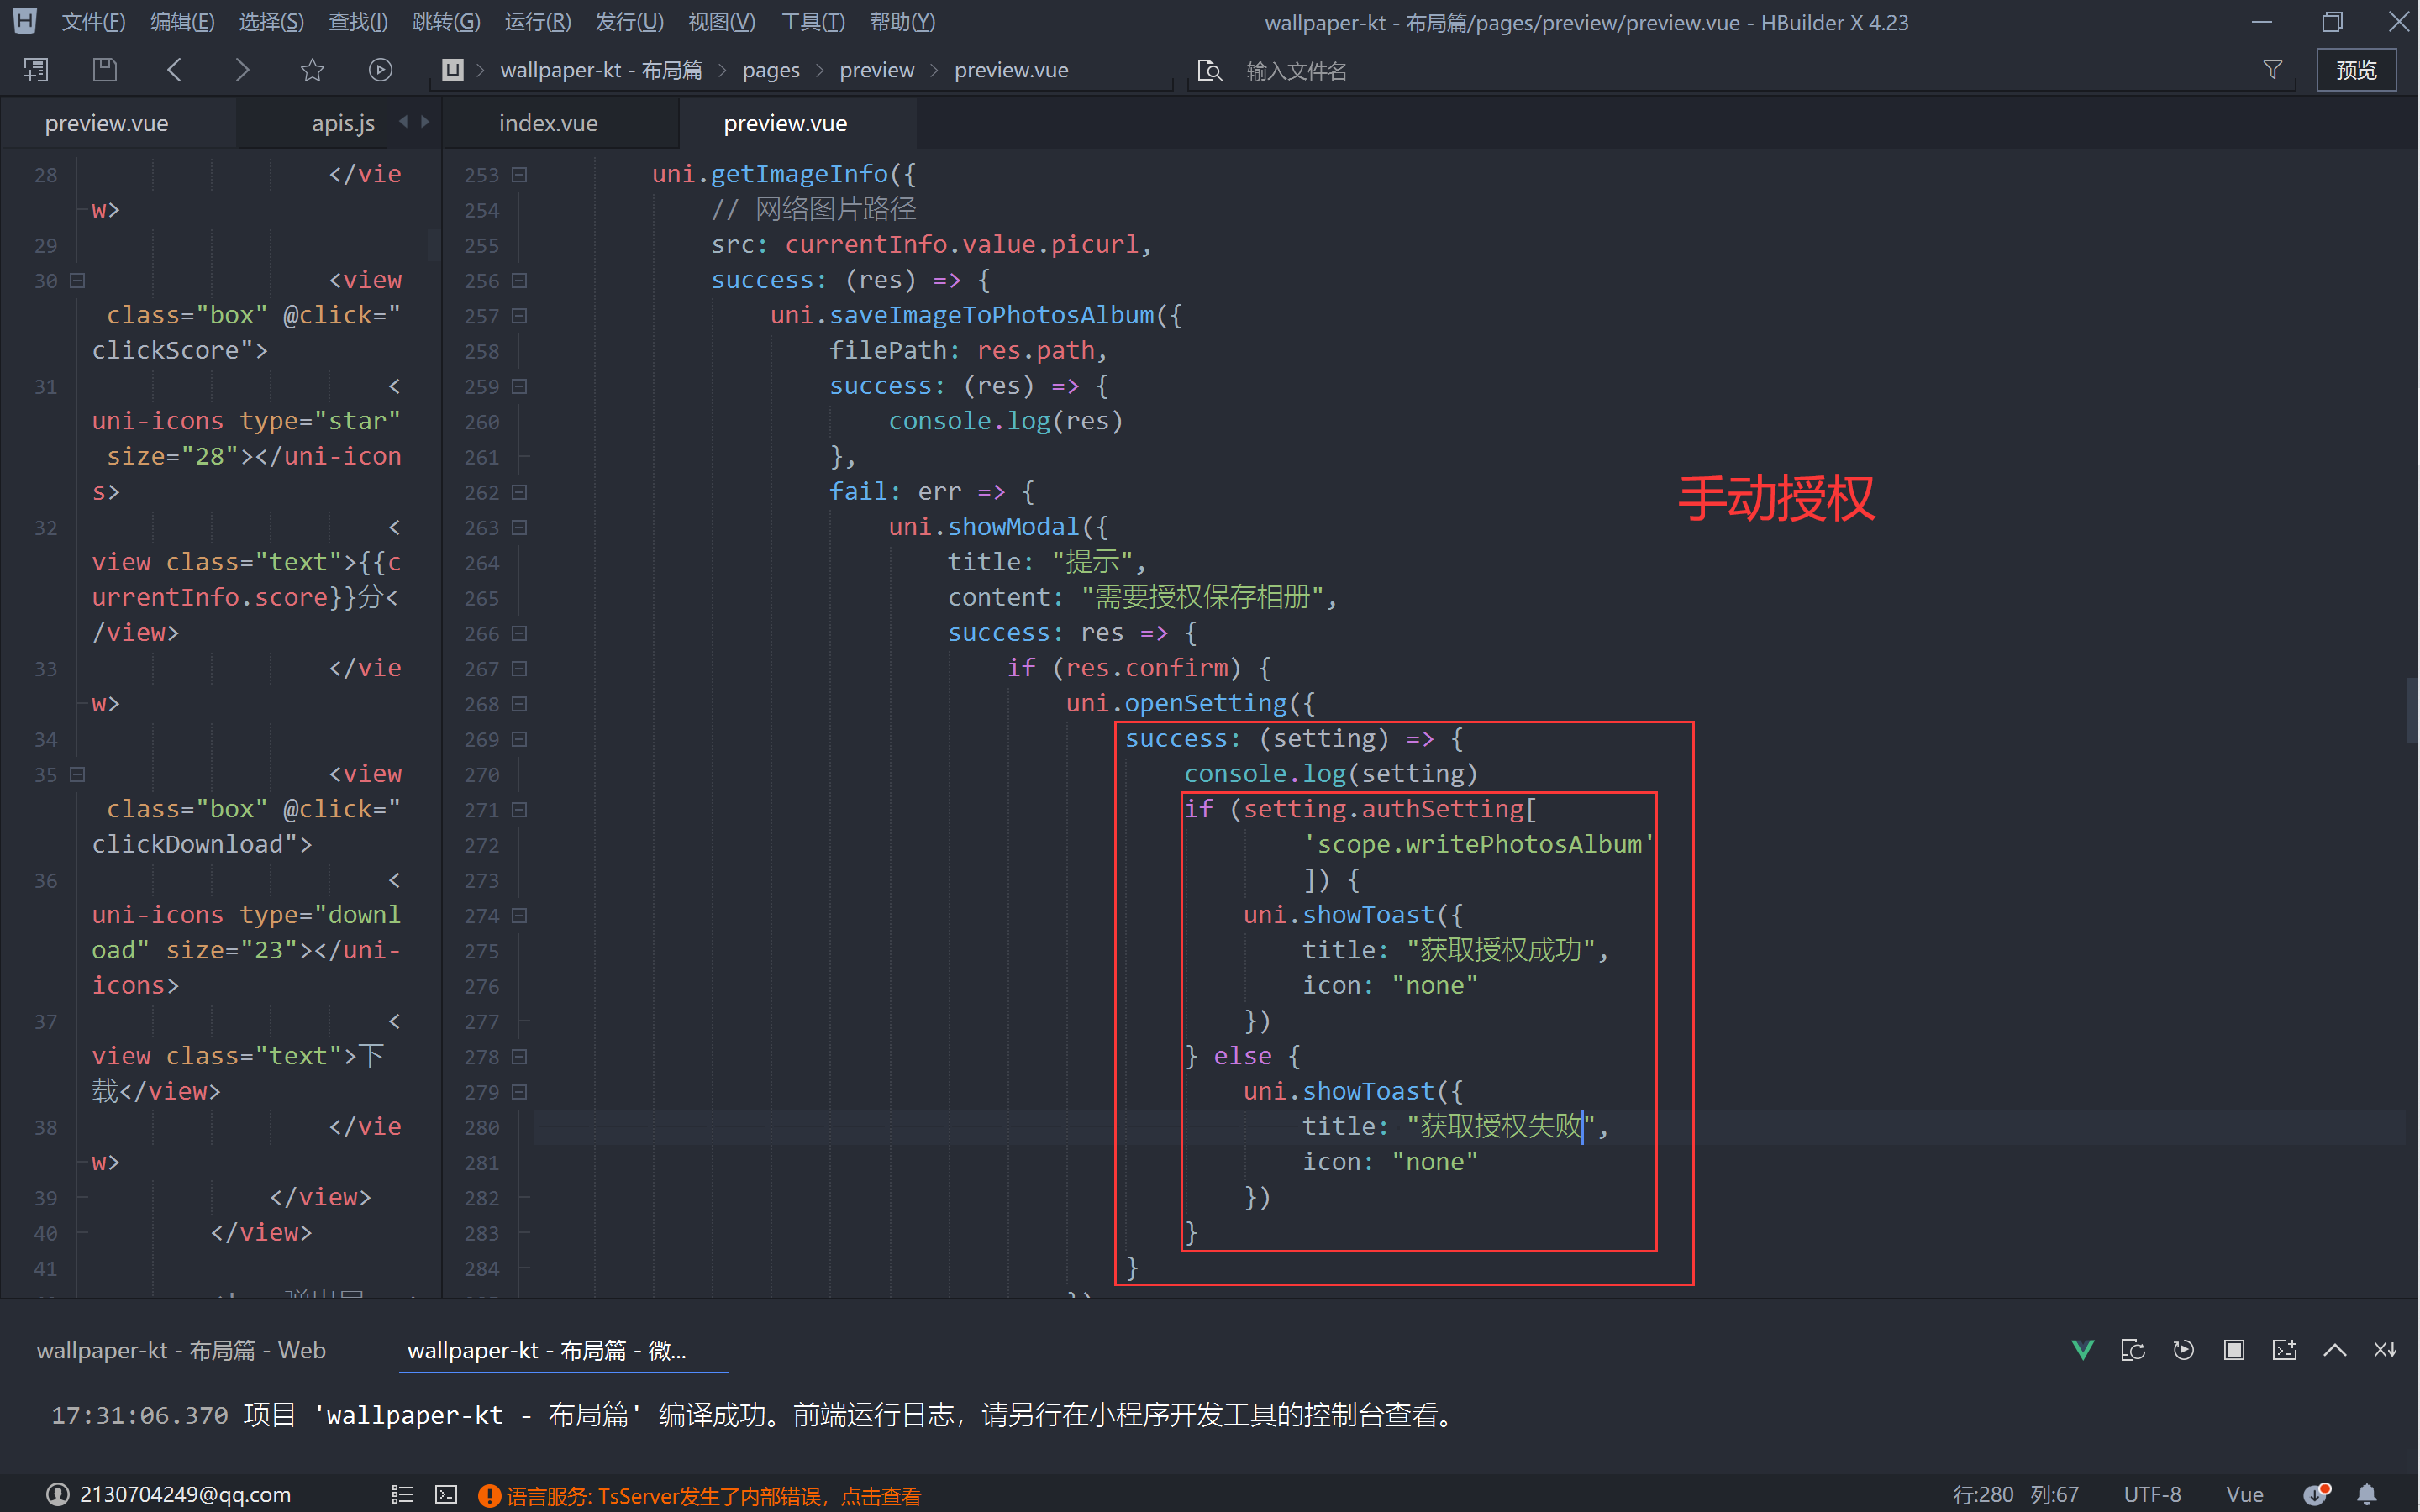 文件(F) 编辑(E) 选择(S) 查找(I) 跳转(G) 运行(R) 发行(U) 视图(V) 工具(T) 帮助(Y) wallpaper-kt - 布局篇/pages/preview/preview.vue - HBuilder X 4.23
wallpaper-kt - 布局篇 > pages > preview > preview.vue 输入文件名 预览
preview.vue apis.js index.vue preview.vue
28 </vie
w>
29
30 <view
class="box" @click="
clickScore">
31 <
uni-icons type="star"
size="28"></uni-icon
s>
32 <
view class="text">{{c
urrentInfo.score}}分<
/view>
33 </vie
w>
34
35 <view
class="box" @click="
clickDownload">
36 <
uni-icons type="downl
oad" size="23"></uni-
icons>
37 <
view class="text">下
载</view>
38 </vie
w>
39 </view>
40 </view>
41
253 uni.getImageInfo({
254 // 网络图片路径
255 src: currentInfo.value.picurl,
256 success: (res) => {
257 uni.saveImageToPhotosAlbum({
258 filePath: res.path,
259 success: (res) => {
260 console.log(res)
261 },
262 fail: err => {
263 uni.showModal({
264 title: "提示",
265 content: "需要授权保存相册",
266 success: res => {
267 if (res.confirm) {
268 uni.openSetting({
269 success: (setting) => {
270 console.log(setting)
271 if (setting.authSetting[
272 'scope.writePhotosAlbum'
273 ]) {
274 uni.showToast({
275 title: "获取授权成功",
276 icon: "none"
277 })
278 } else {
279 uni.showToast({
280 title: "获取授权失败",
281 icon: "none"
282 })
283 }
284 }
手动授权
wallpaper-kt - 布局篇 - Web wallpaper-kt - 布局篇 - 微...
17:31:06.370 项目 'wallpaper-kt - 布局篇' 编译成功。前端运行日志，请另行在小程序开发工具的控制台查看。
2130704249@qq.com 语言服务: TsServer发生了内部错误，点击查看 行:280 列:67 UTF-8 Vue